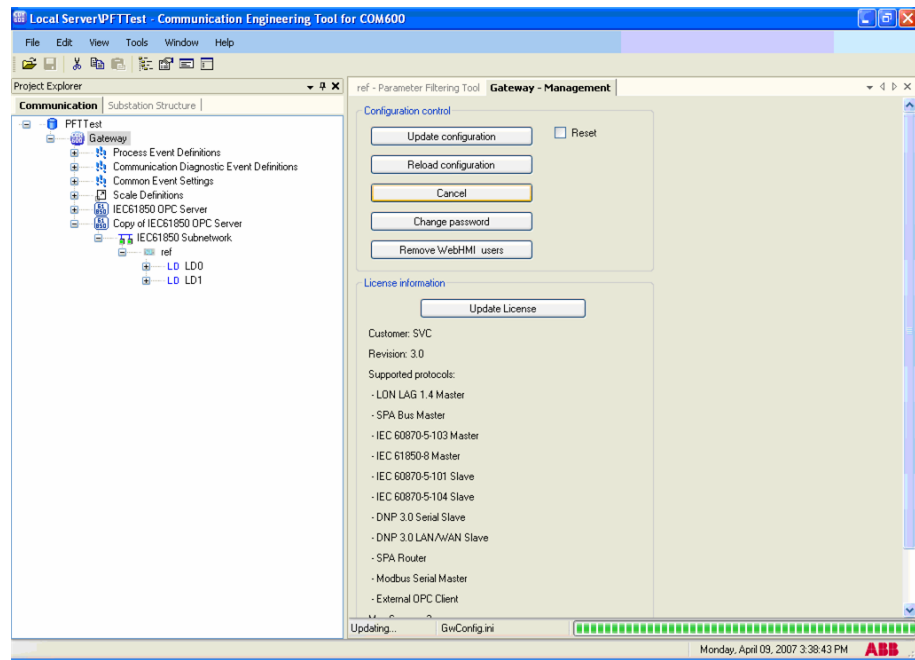 Local Server\PFTTest - Communication Engineering Tool for COM600
File Edit View Tools Window Help
Project Explorer
Communication Substation Structure
PFTTest
Gateway
Process Event Definitions
Communication Diagnostic Event Definitions
Common Event Settings
Scale Definitions
IEC61850 OPC Server
Copy of IEC61850 OPC Server
IEC61850 Subnetwork
ref
LD LD0
LD LD1
ref - Parameter Filtering Tool Gateway - Management
Configuration control
Update configuration Reset
Reload configuration
Cancel
Change password
Remove WebHMI users
License information
Update License
Customer: SVC
Revision: 3.0
Supported protocols:
- LON LAG 1.4 Master
- SPA Bus Master
- IEC 60870-5-103 Master
- IEC 61850-8 Master
- IEC 60870-5-101 Slave
- IEC 60870-5-104 Slave
- DNP 3.0 Serial Slave
- DNP 3.0 LAN/WAN Slave
- SPA Router
- Modbus Serial Master
- External OPC Client
Updating... GwConfig.ini
Monday, April 09, 2007 3:38:43 PM ABB